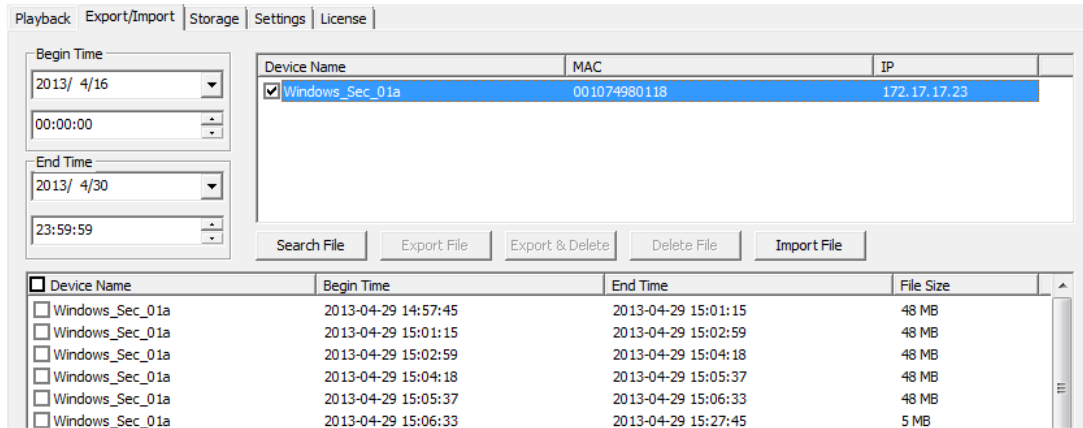 Playback Export/Import Storage Settings License
Begin Time
2013/ 4/16
00:00:00
End Time
2013/ 4/30
23:59:59
Device Name MAC IP
Windows_Sec_01a 001074980118 172.17.17.23
Search File Export File Export & Delete Delete File Import File
Device Name Begin Time End Time File Size
Windows_Sec_01a 2013-04-29 14:57:45 2013-04-29 15:01:15 48 MB
Windows_Sec_01a 2013-04-29 15:01:15 2013-04-29 15:02:59 48 MB
Windows_Sec_01a 2013-04-29 15:02:59 2013-04-29 15:04:18 48 MB
Windows_Sec_01a 2013-04-29 15:04:18 2013-04-29 15:05:37 48 MB
Windows_Sec_01a 2013-04-29 15:05:37 2013-04-29 15:06:33 48 MB
Windows_Sec_01a 2013-04-29 15:06:33 2013-04-29 15:27:45 5 MB